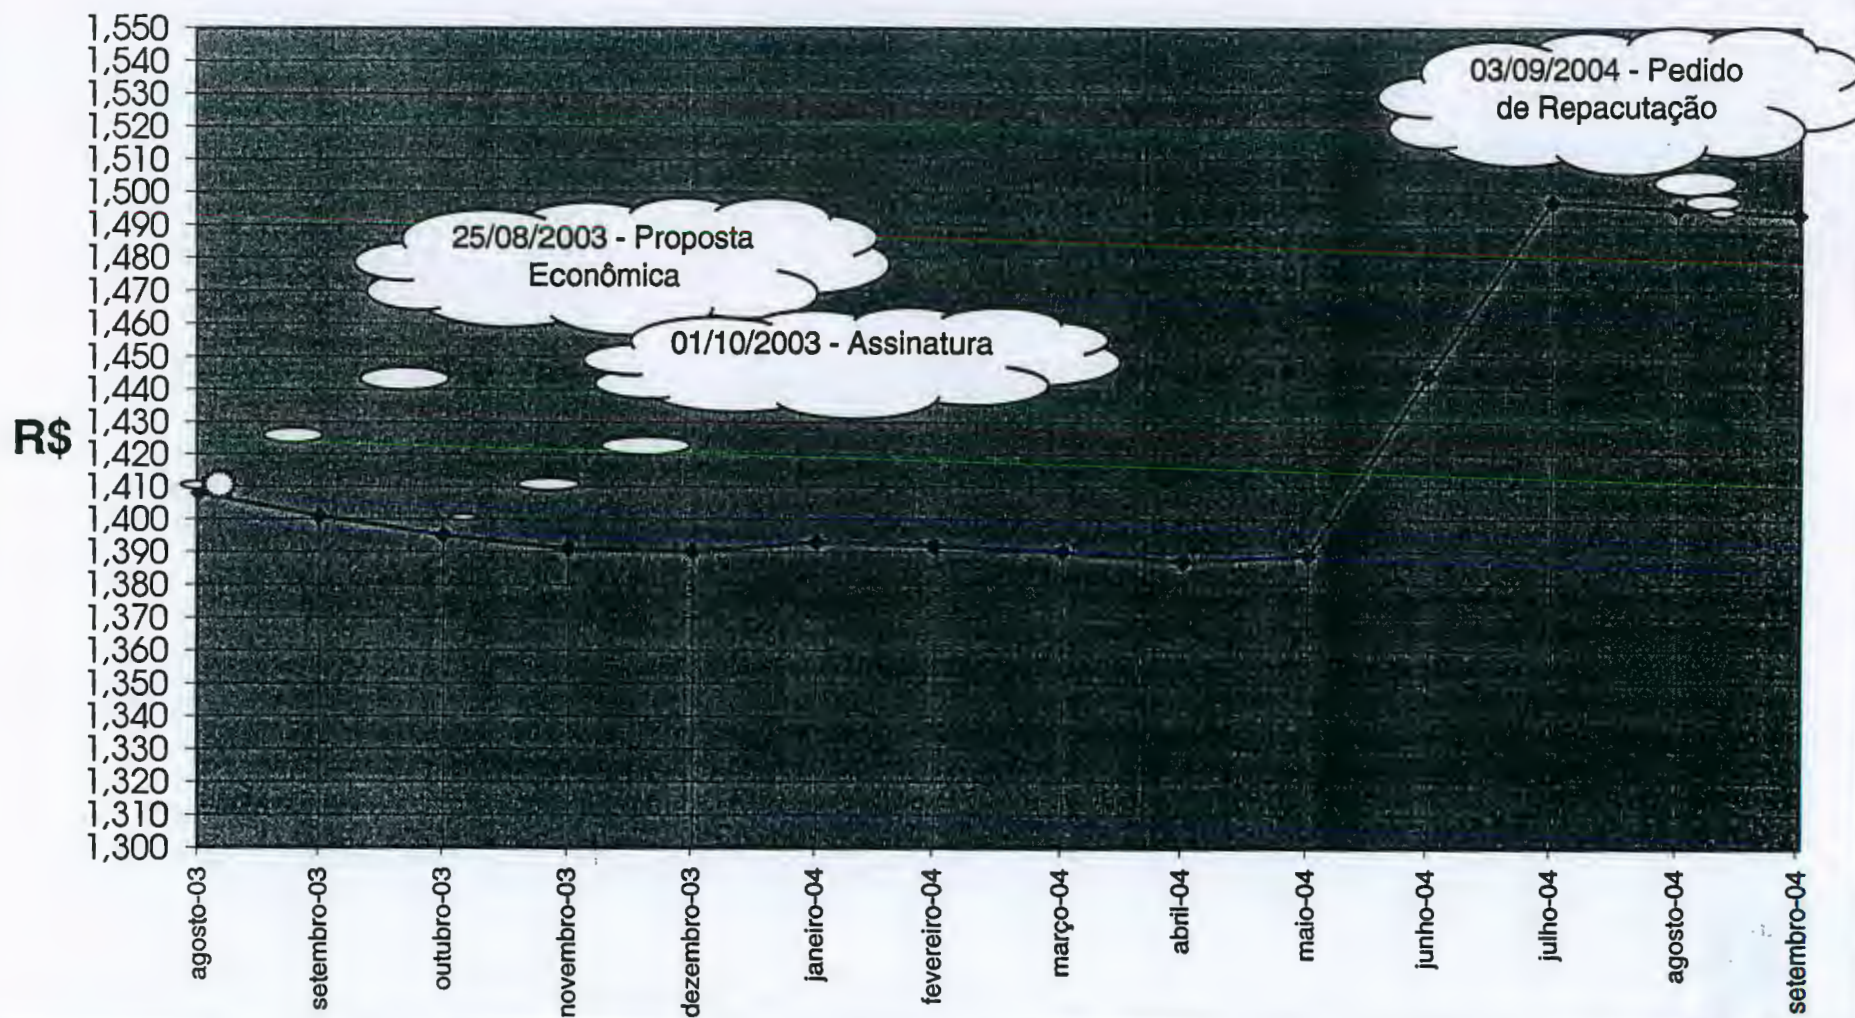 1,550
1,540
1,530
1,520
1,510
1,500
1,490
1,480
1,470
1,460
1,450
1,440
1,430
1,420
1,410
1,400
1,390
1,380
1,370
1,360
1,350
1,340
1,330
1,320
1,310
1,300
R$
03/09/2004 - Pedido
de Repacutação
25/08/2003 - Proposta
Econômica
01/10/2003 - Assinatura
agosto-03
setembro-03
outubro-03
novembro-03
dezembro-03
janeiro-04
fevereiro-04
março-04
abril-04
maio-04
junho-04
julho-04
agosto-04
setembro-04